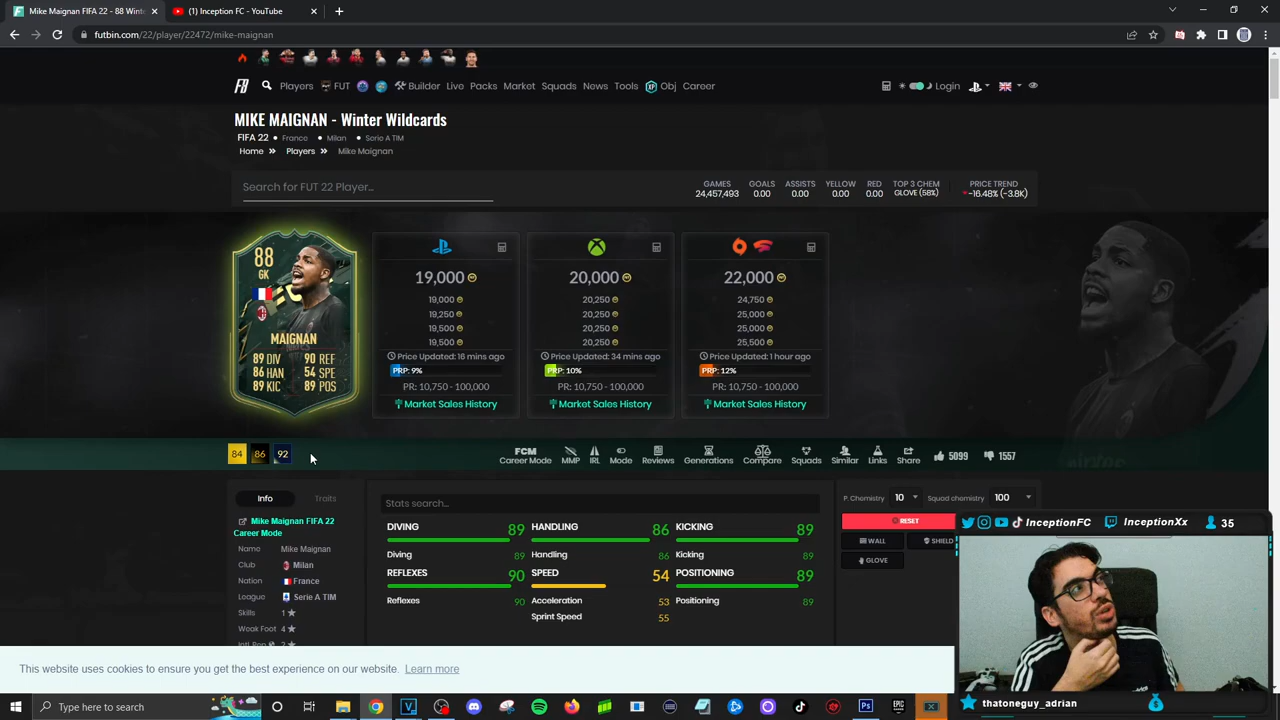 Mike Maignan FIFA 22 - 88 Winte
(1) Inception FC - YouTube
futbin.com/22/player/22472/mike-maignan
Players FUT Builder Live Packs Market Squads News Tools XP Obj Career Login
MIKE MAIGNAN - Winter Wildcards
FIFA 22 • France • Milan • Serie A TIM
Home » Players » Mike Maignan
Search for FUT 22 Player...
GAMES GOALS ASSISTS YELLOW RED TOP 3 CHEM PRICE TREND
24,457,493 0.00 0.00 0.00 0.00 GLOVE (58%) -16.48% (-3.8K)
88
GK
MAIGNAN
89 DIV 90 REF
86 HAN 54 SPE
89 KIC 89 POS
19,000
19,000
19,250
19,500
19,500
Price Updated: 16 mins ago
PRP: 9%
PR: 10,750 - 100,000
Market Sales History
20,000
20,250
20,250
20,250
20,250
Price Updated: 34 mins ago
PRP: 10%
PR: 10,750 - 100,000
Market Sales History
22,000
24,750
25,000
25,000
25,500
Price Updated: 1 hour ago
PRP: 12%
PR: 10,750 - 100,000
Market Sales History
84 86 92
FCM
Career Mode MMP IRL Mode Reviews Generations Compare Squads Similar Links Share 5099 1557
Info Traits
Mike Maignan FIFA 22
Career Mode
Name Mike Maignan
Club Milan
Nation France
League Serie A TIM
Skills 1★
Weak Foot 4★
Stats search...
DIVING 89
Diving 89
REFLEXES 90
Reflexes 90
HANDLING 86
Handling 86
SPEED 54
Acceleration 53
Sprint Speed 55
KICKING 89
Kicking 89
POSITIONING 89
Positioning 89
P. Chemistry 10 Squad chemistry 100
RESET
WALL SHIELD
GLOVE
InceptionFC InceptionXx 35
This website uses cookies to ensure you get the best experience on our website. Learn more
thatoneguy_adrian
Type here to search